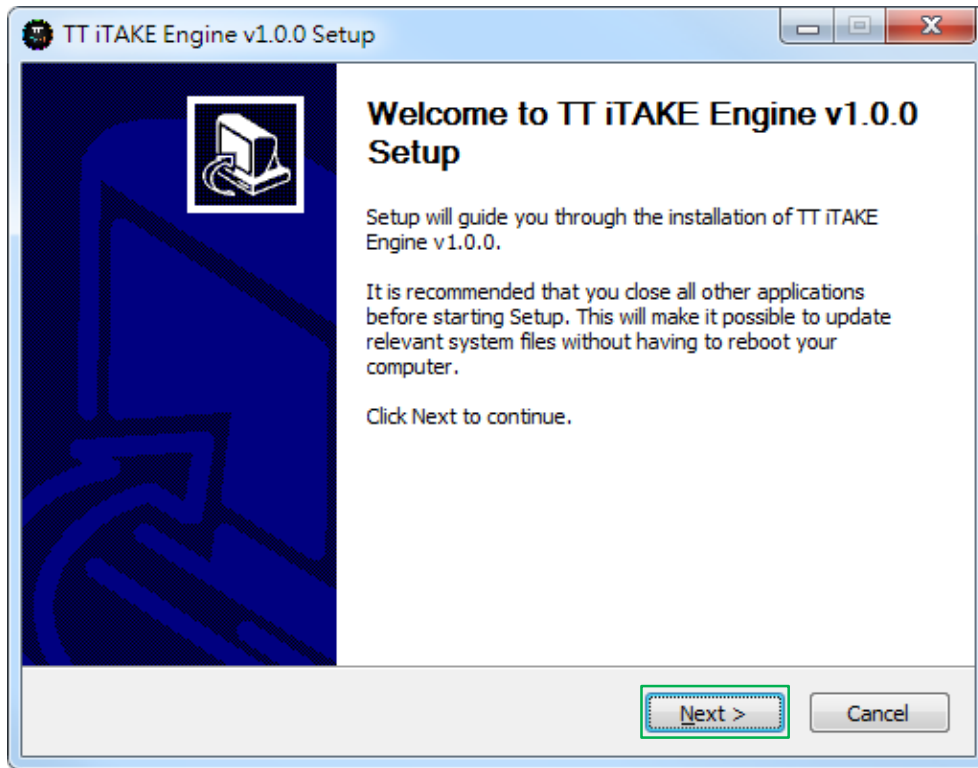 TT iTAKE Engine v1.0.0 Setup
Welcome to TT iTAKE Engine v1.0.0
Setup
Setup will guide you through the installation of TT iTAKE
Engine v1.0.0.
It is recommended that you close all other applications
before starting Setup. This will make it possible to update
relevant system files without having to reboot your
computer.
Click Next to continue.
Next >
Cancel